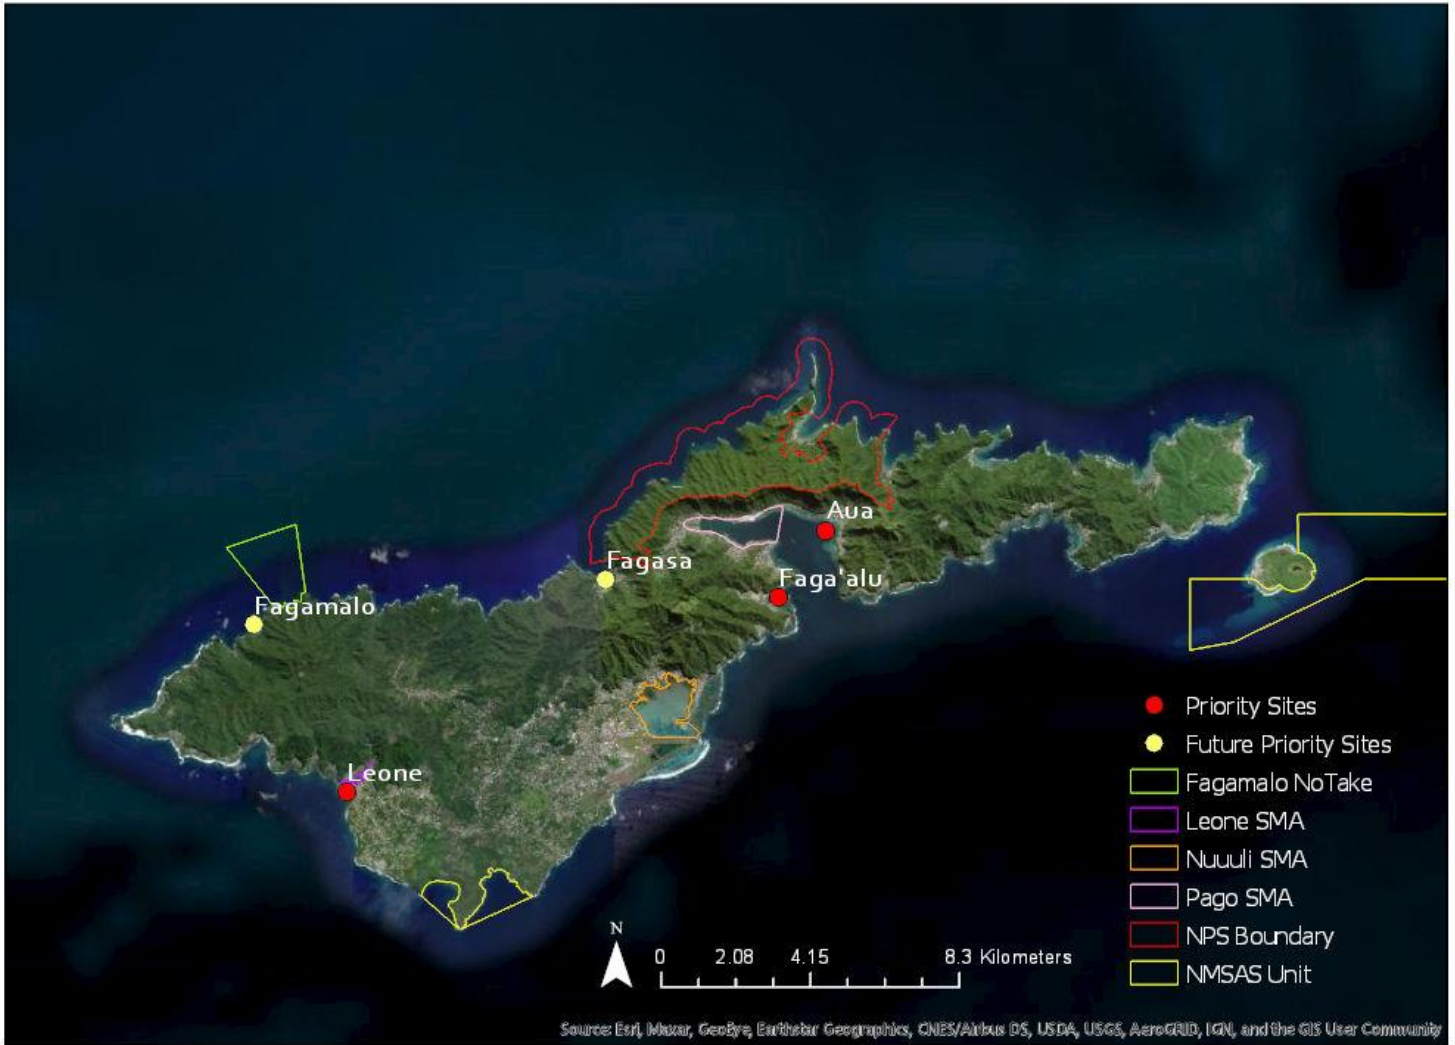 Aua
Fagasa
Faga'alu
Fagamalo
Leone
Priority Sites
Future Priority Sites
Fagamalo NoTake
Leone SMA
Nuuuli SMA
Pago SMA
NPS Boundary
NMSAS Unit
N
0 2.08 4.15 8.3 Kilometers
Source: Esri, Maxar, GeoEye, Earthstar Geographics, CNES/Airbus DS, USDA, USGS, AeroGRID, IGN, and the GIS User Community